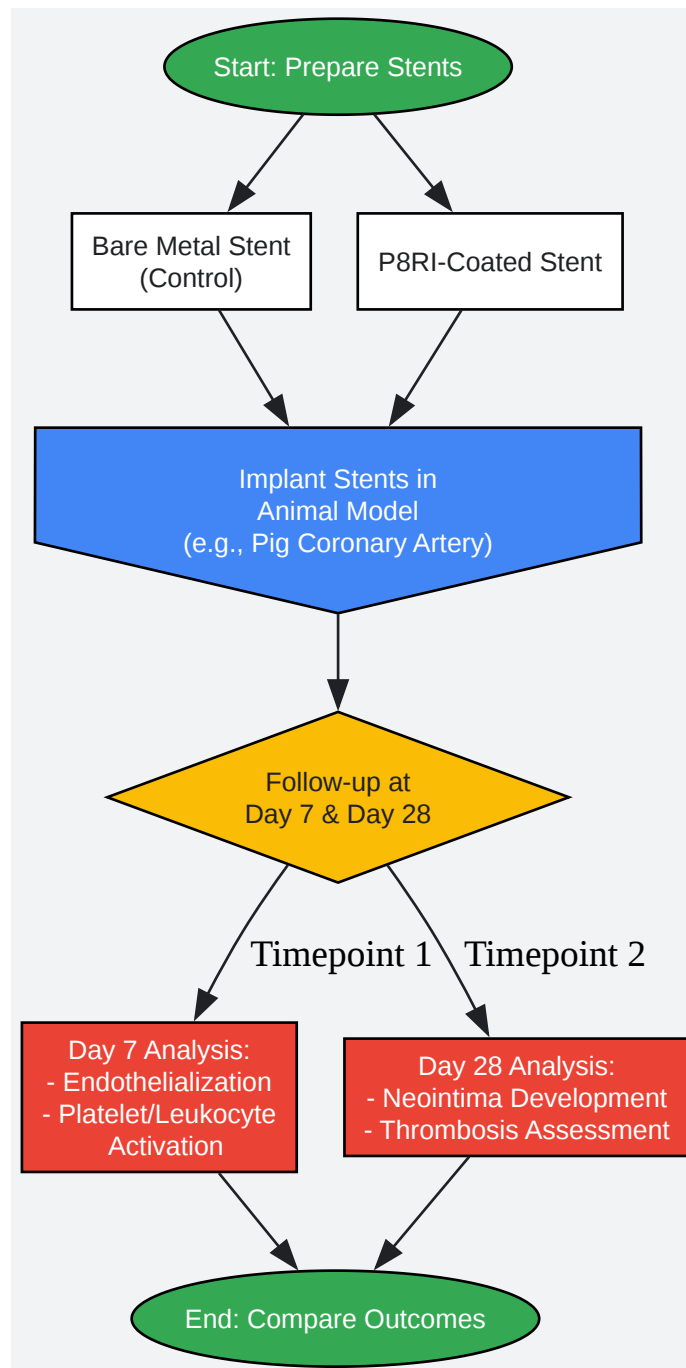 Start: Prepare Stents
Bare Metal Stent
(Control)
P8RI-Coated Stent
Implant Stents in
Animal Model
(e.g., Pig Coronary Artery)
Follow-up at
Day 7 & Day 28
Timepoint 1
Timepoint 2
Day 7 Analysis:
- Endothelialization
- Platelet/Leukocyte
Activation
Day 28 Analysis:
- Neointima Development
- Thrombosis Assessment
End: Compare Outcomes